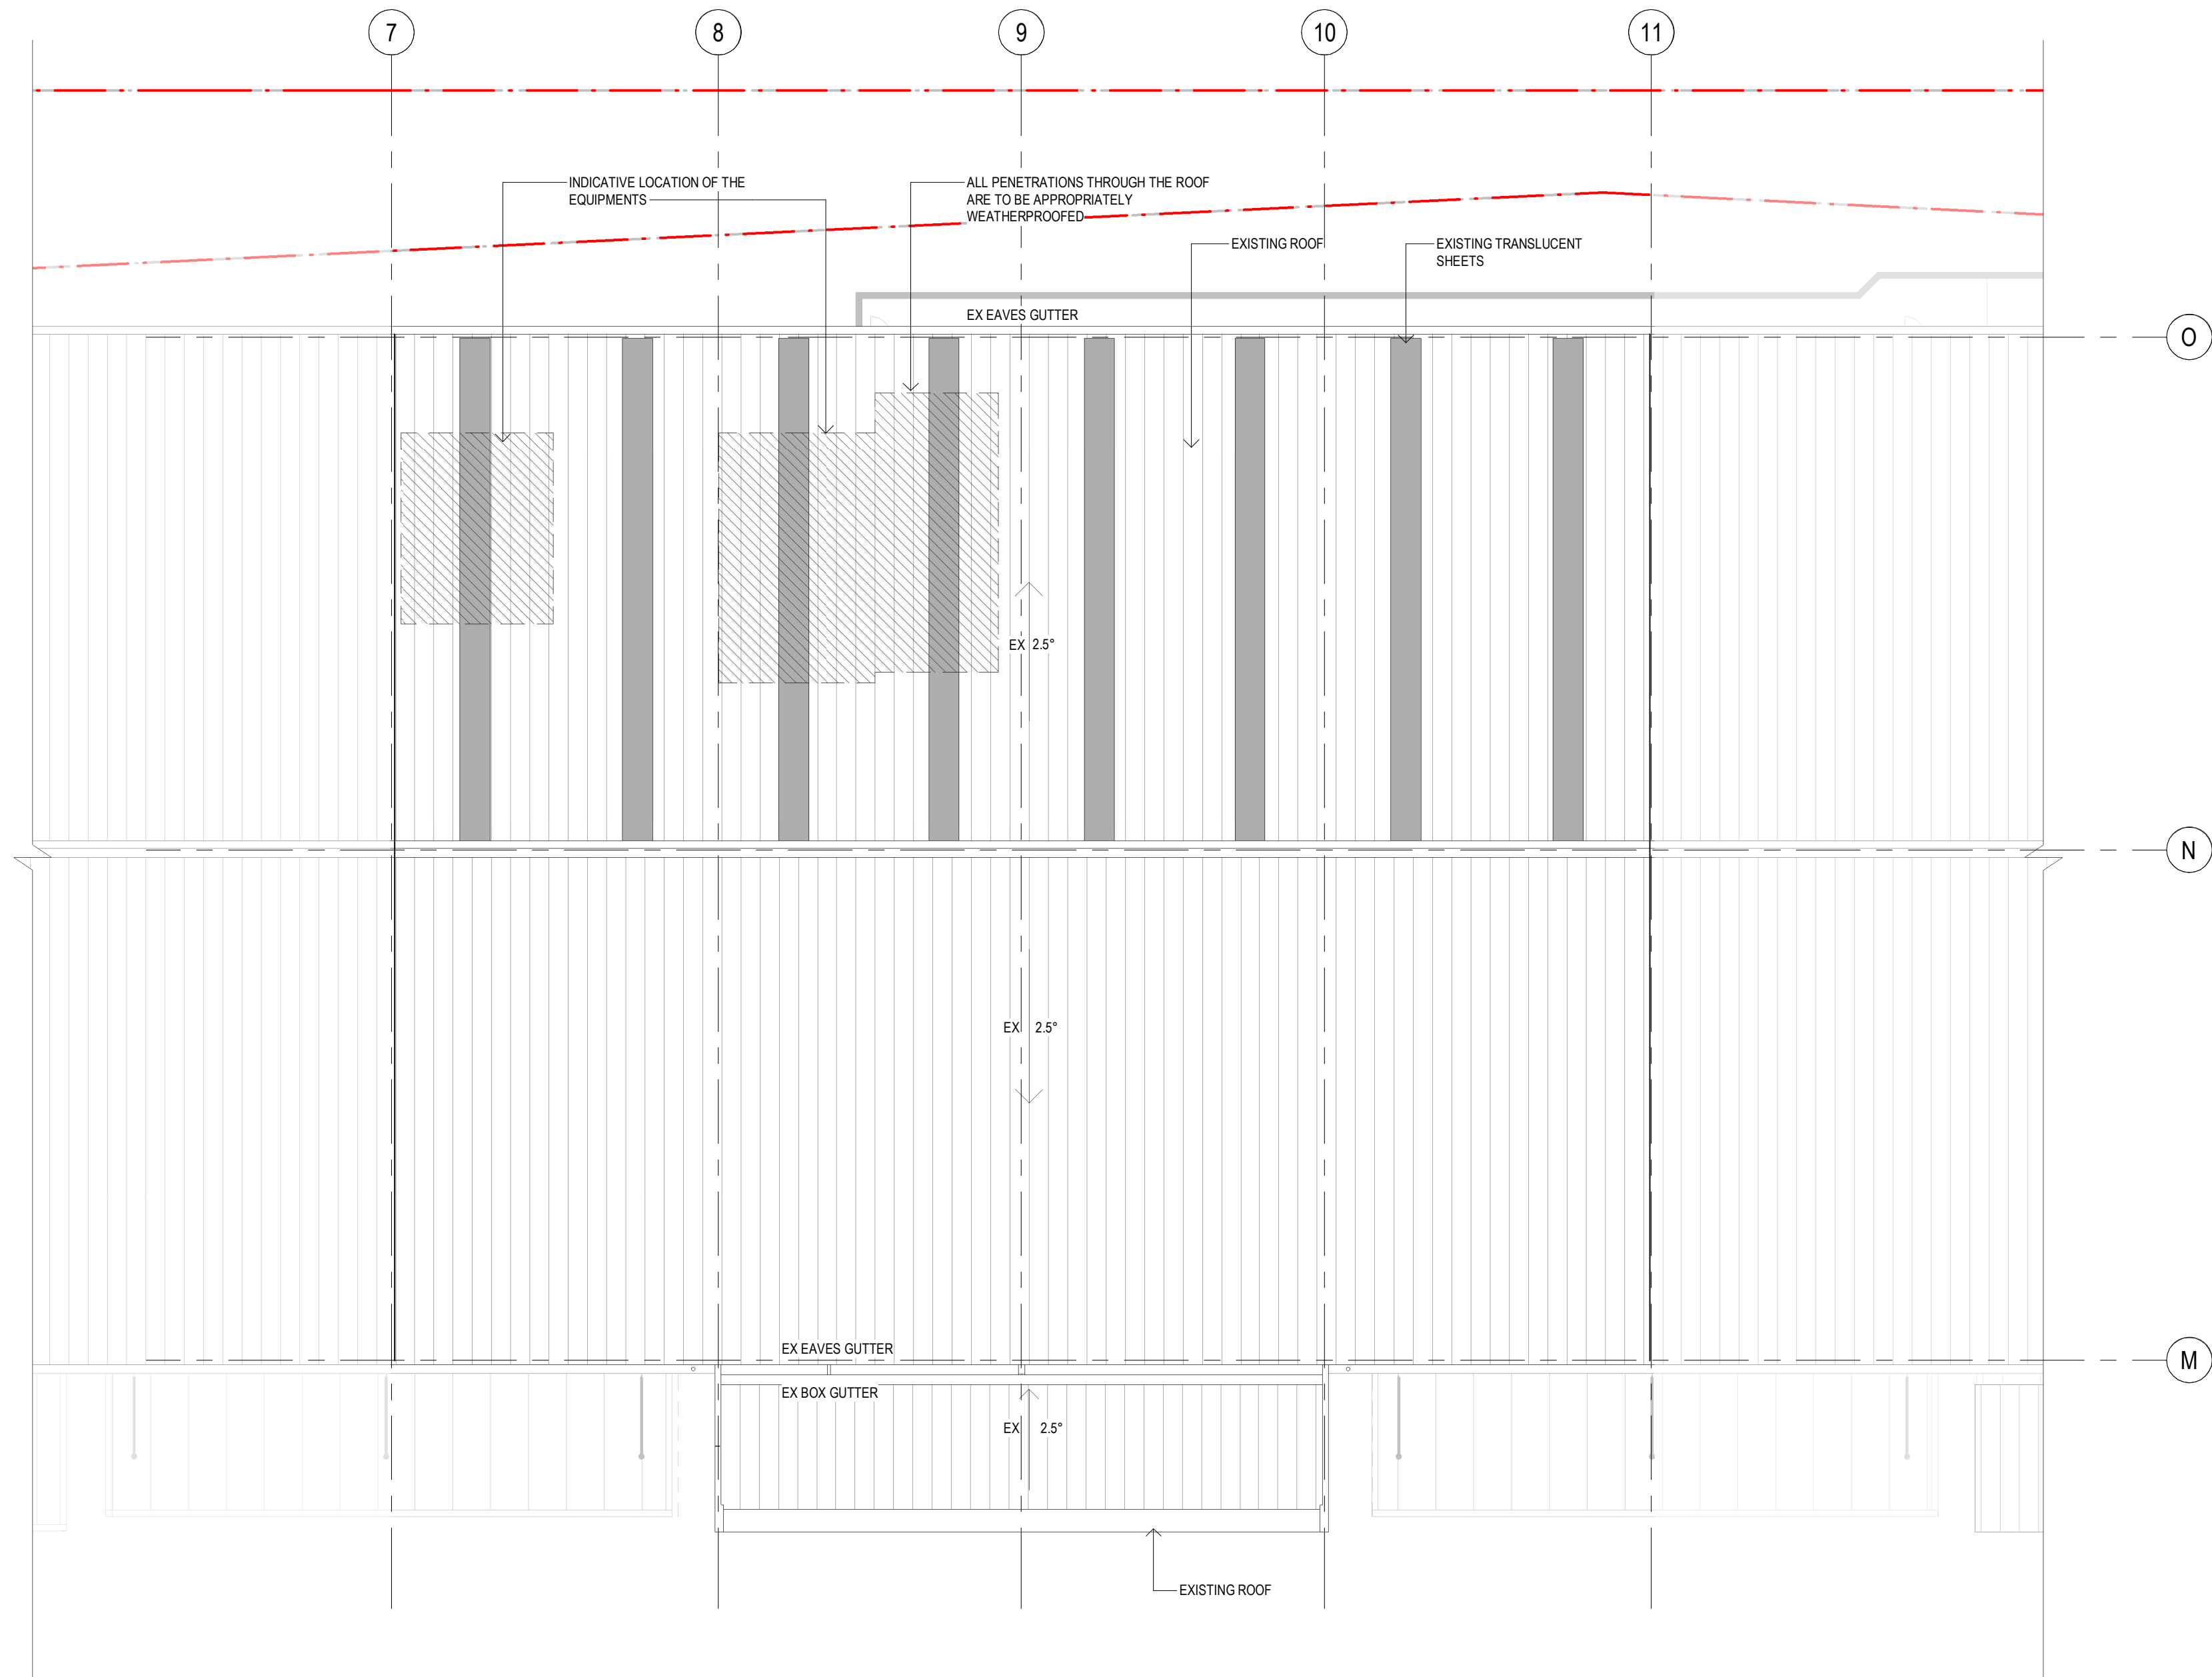 7
8
9
10
11
INDICATIVE LOCATION OF THE
EQUIPMENTS
ALL PENETRATIONS THROUGH THE ROOF
ARE TO BE APPROPRIATELY
WEATHERPROOFED
EXISTING ROOF
EXISTING TRANSLUCENT
SHEETS
EX EAVES GUTTER
O
EX 2.5°
N
EX 2.5°
EX EAVES GUTTER
M
EX BOX GUTTER
EX 2.5°
EXISTING ROOF